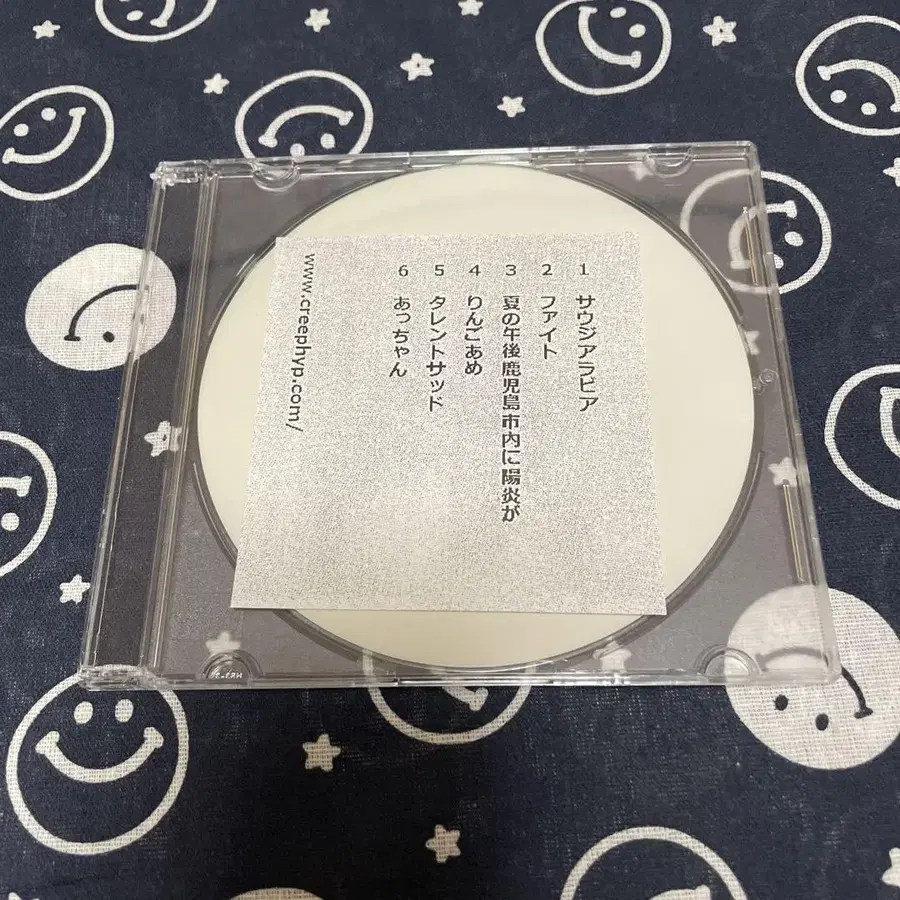 1 サウジアラビア
2 ファイト
3 夏の午後鹿児島市内に陽炎が
4 りんごあめ
5 タレントサッド
6 あっちゃん
www.creephyp.com/